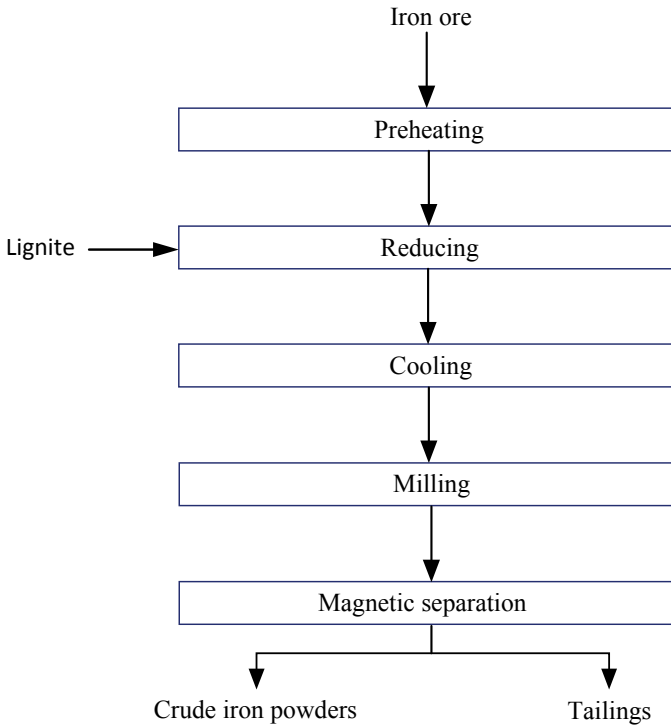 Iron ore
Preheating
Lignite
Reducing
Cooling
Milling
Magnetic separation
Crude iron powders
Tailings